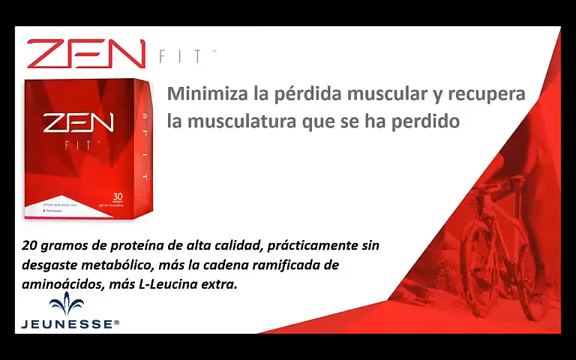 ZEN FIT™
Minimiza la pérdida muscular y recupera
la musculatura que se ha perdido
ZEN
FIT™
30
20 gramos de proteína de alta calidad, prácticamente sin
desgaste metabólico, más la cadena ramificada de
aminoácidos, más L-Leucina extra.
JEUNESSE®